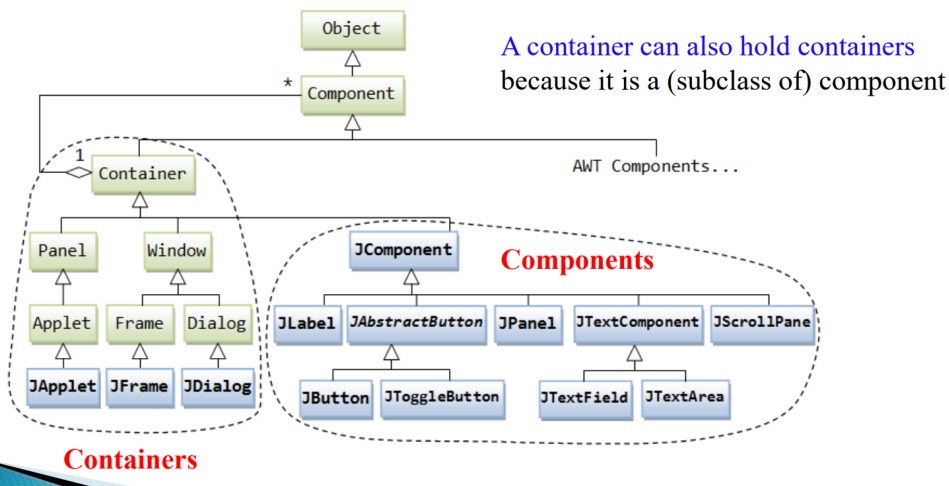 Object
A container can also hold containers
because it is a (subclass of) component
*
Component
1
Container
AWT Components...
Panel
Window
JComponent
Components
Applet
Frame
Dialog
JLabel
JAbstractButton
JPanel
JTextComponent
JScrollPane
JApplet
JFrame
JDialog
JButton
JToggleButton
JTextField
JTextArea
Containers